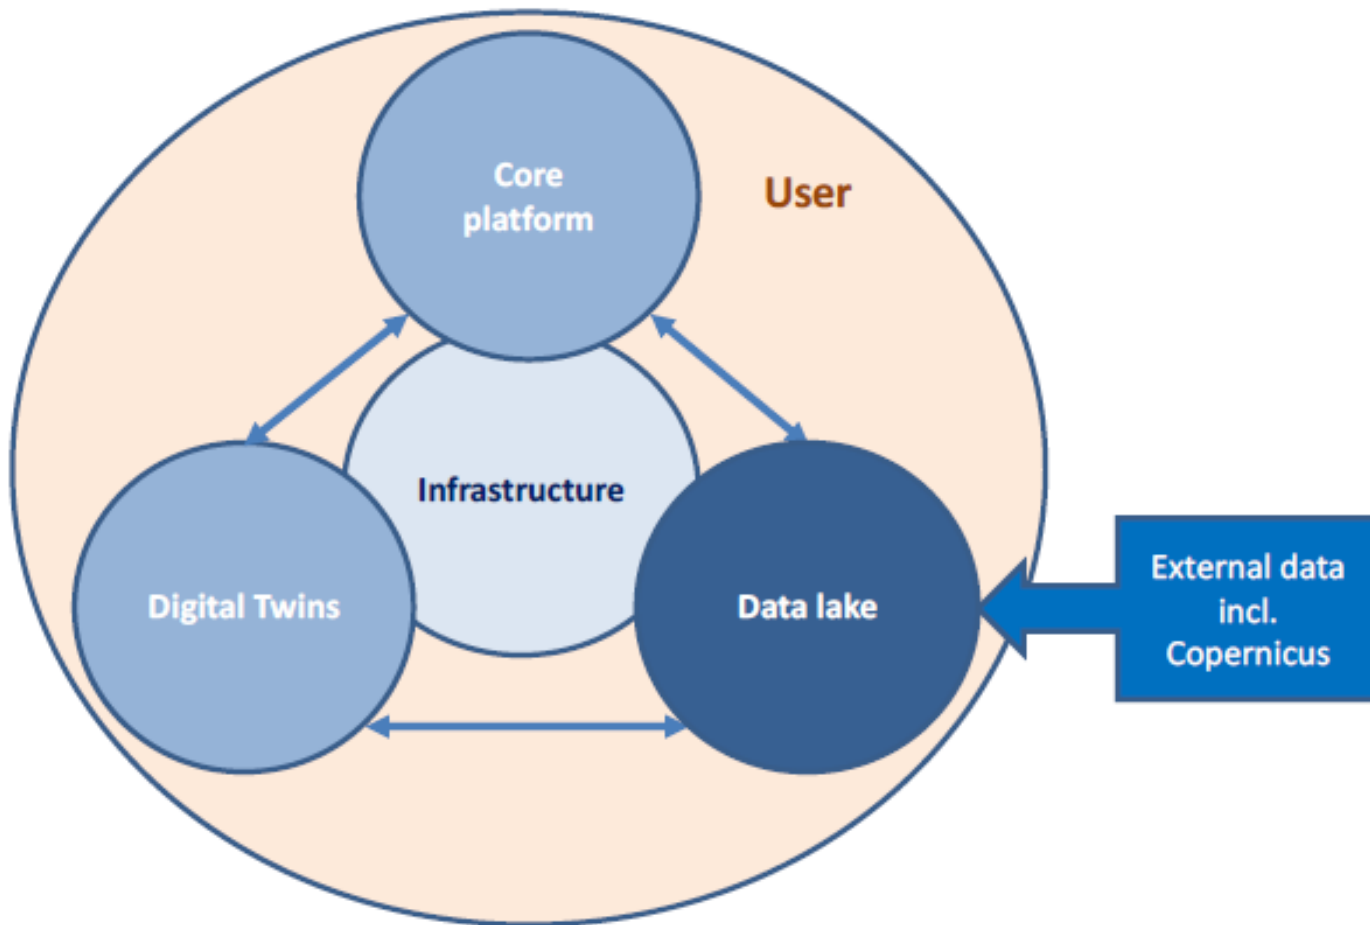 Core
platform
User
Infrastructure
Digital Twins
Data lake
External data
incl.
Copernicus